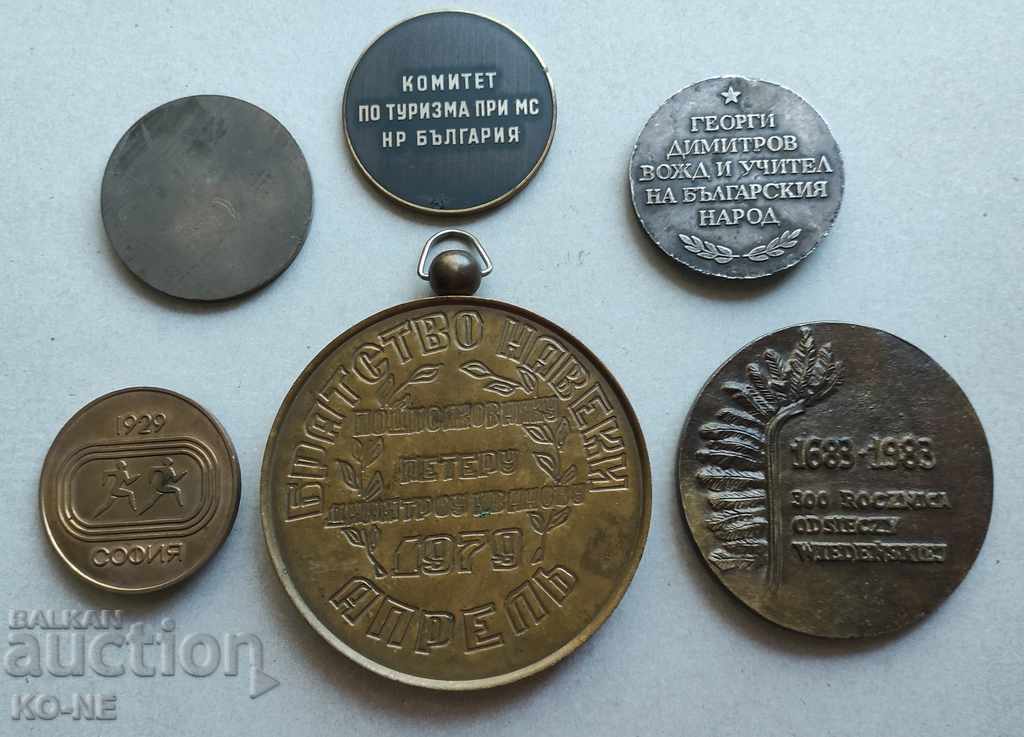 КОМИТЕТ
ПО ТУРИЗМА ПРИ МС
НР БЪЛГАРИЯ
ГЕОРГИ
ДИМИТРОВ
ВОЖД И УЧИТЕЛ
НА БЪЛГАРСКИЯ
НАРОД
1929
СОФИЯ
БРАТСТВО НАВЕКИ
ПЕТЕРУ
1979
АПРЕЛЬ
1683-1983
300 ROCZNICA
ODSIECZY
WIEDEŃSKIEJ
BALKAN
auction
KO-NE